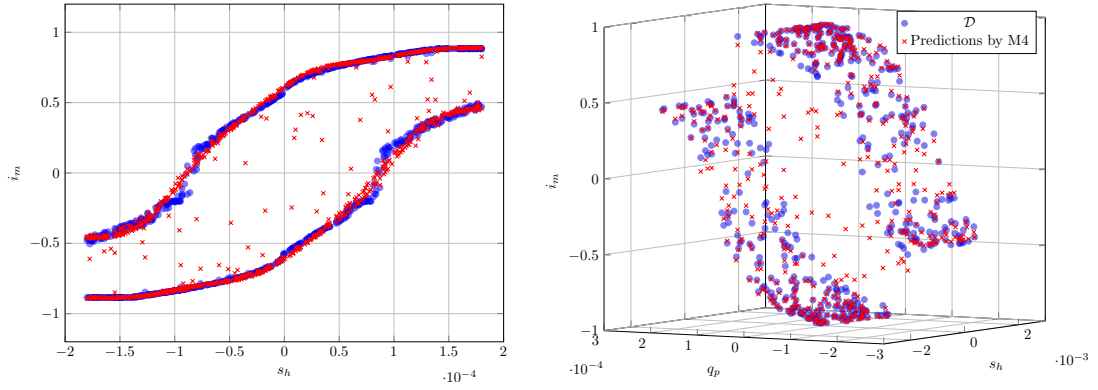 1
0.5
0
−0.5
−1
i_m
−2 −1.5 −1 −0.5 0 0.5 1 1.5 2
s_h
·10⁻⁴
𝒟
Predictions by M4
1
0.5
0
−0.5
−1
i_m
3 2 1 0 −1 −2 −3
·10⁻⁴
q_p
−2 0 2
s_h
·10⁻³